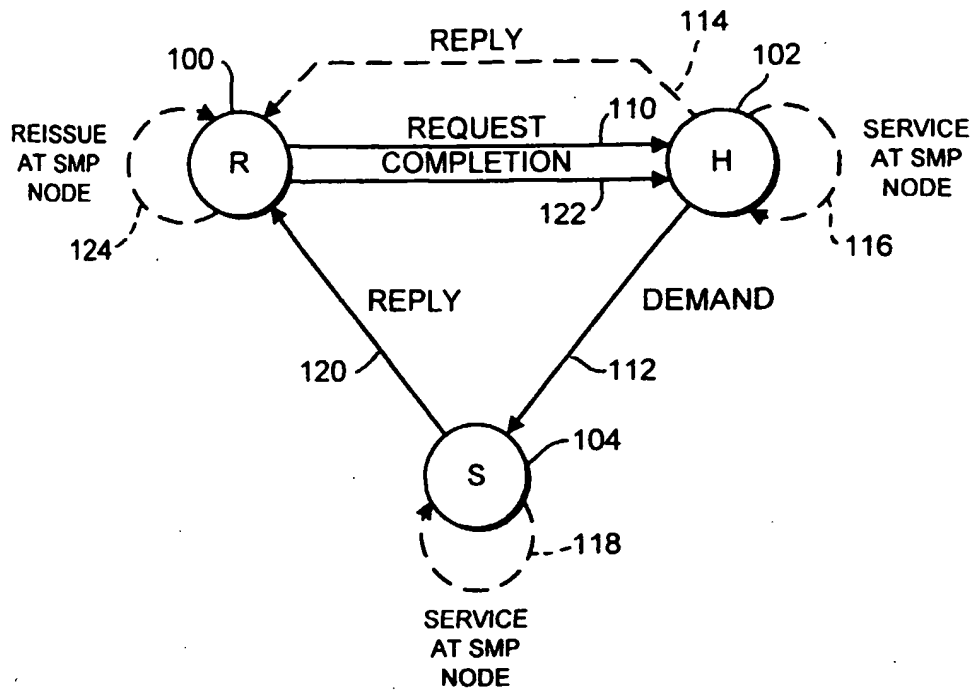 REPLY
114
100
102
110
REISSUE
AT SMP
NODE
R
REQUEST
COMPLETION
H
SERVICE
AT SMP
NODE
122
124
116
REPLY
DEMAND
120
112
104
S
118
SERVICE
AT SMP
NODE